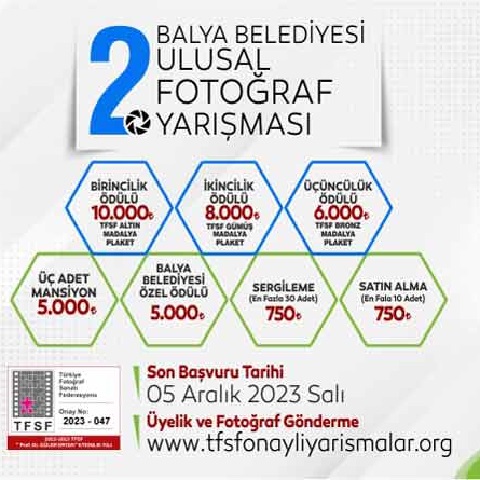 2.
BALYA BELEDİYESİ
ULUSAL
FOTOĞRAF
YARIŞMASI
BİRİNCİLİK
ÖDÜLÜ
10.000₺
TFSF ALTIN
MADALYA
PLAKET
İKİNCİLİK
ÖDÜLÜ
8.000₺
TFSF GÜMÜŞ
MADALYA
PLAKET
ÜÇÜNCÜLÜK
ÖDÜLÜ
6.000₺
TFSF BRONZ
MADALYA
PLAKET
ÜÇ ADET
MANSİYON
5.000₺
BALYA
BELEDİYESİ
ÖZEL ÖDÜLÜ
5.000₺
SERGİLEME
(En Fazla 30 Adet)
750₺
SATIN ALMA
(En Fala 10 Adet)
750₺
Türkiye
Fotoğraf
Sanatı
Federasyonu
Onay No:
2023 - 047
TFSF
Son Başvuru Tarihi
05 Aralık 2023 Salı
Üyelik ve Fotoğraf Gönderme
www.tfsfonayliyarismalar.org